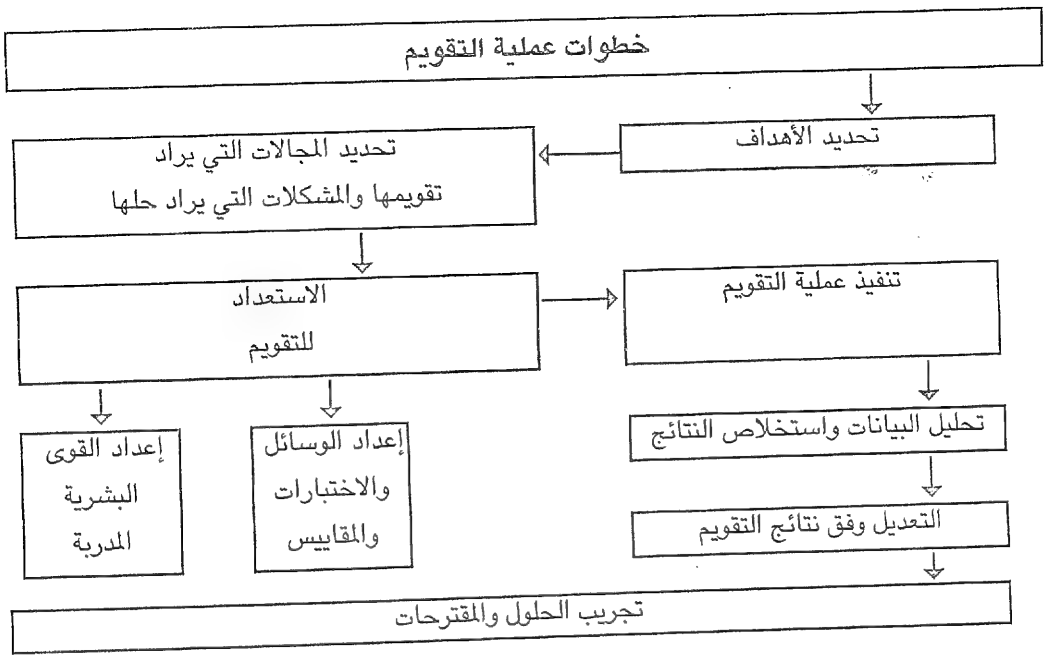 خطوات عملية التقويم
تحديد الأهداف
تحديد المجالات التي يراد
تقويمها والمشكلات التي يراد حلها
الاستعداد
للتقويم
تنفيذ عملية التقويم
إعداد الوسائل
والاختبارات
والمقاييس
إعداد القوى
البشرية
المدربة
تحليل البيانات واستخلاص النتائج
التعديل وفق نتائج التقويم
تجريب الحلول والمقترحات